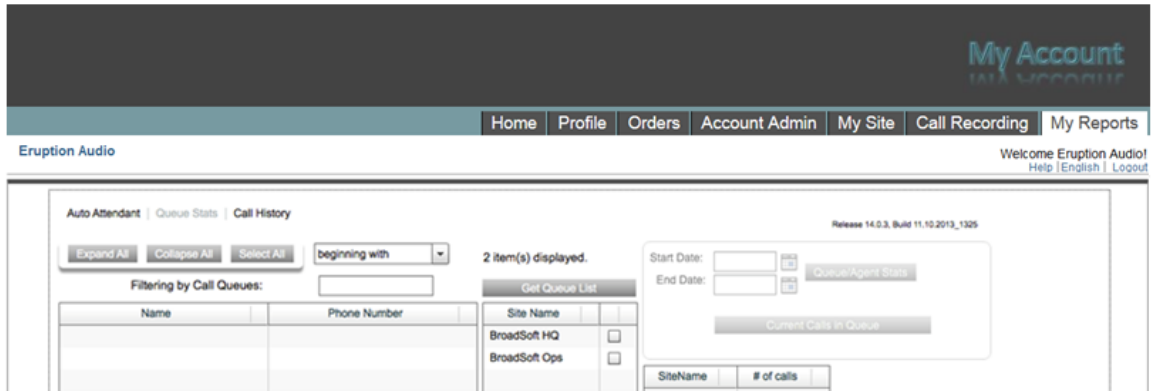 My Account
Home Profile Orders Account Admin My Site Call Recording My Reports
Eruption Audio
Welcome Eruption Audio!
Help | English | Logout
Auto Attendant | Queue Stats | Call History
Release 14.0.3, Build 11.10.2013_1325
Expand All Collapse All Select All beginning with 2 item(s) displayed. Start Date:
Queue/Agent Stats
Filtering by Call Queues: Get Queue List End Date:
Name Phone Number Site Name Current Calls in Queue
BroadSoft HQ
BroadSoft Ops
SiteName # of calls